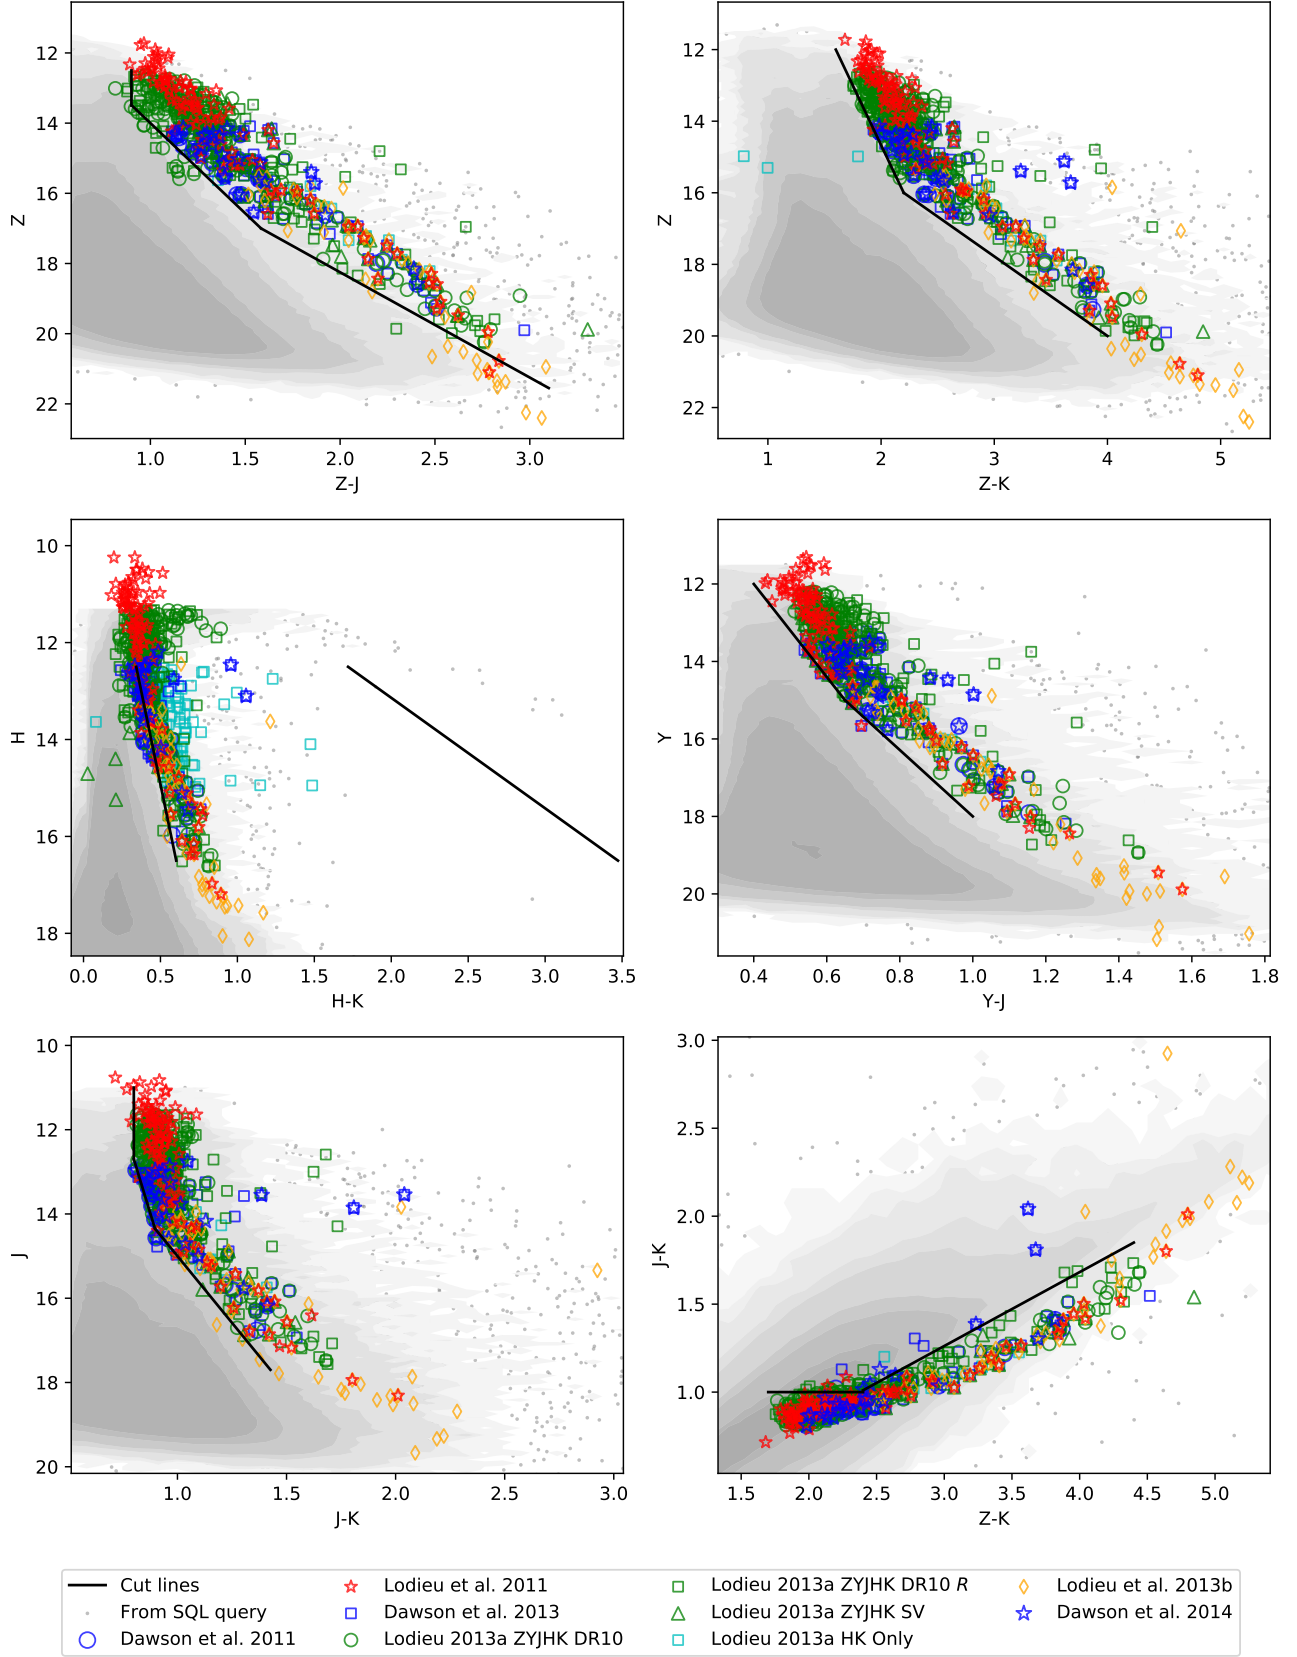 12
14
16
18
20
22
Z
1.0 1.5 2.0 2.5 3.0
Z-J
12
14
16
18
20
22
Z
1 2 3 4 5
Z-K
10
12
14
16
18
H
0.0 0.5 1.0 1.5 2.0 2.5 3.0 3.5
H-K
12
14
16
18
20
Y
0.4 0.6 0.8 1.0 1.2 1.4 1.6 1.8
Y-J
10
12
14
16
18
20
J
1.0 1.5 2.0 2.5 3.0
J-K
3.0
2.5
2.0
1.5
1.0
J-K
1.5 2.0 2.5 3.0 3.5 4.0 4.5 5.0
Z-K
Cut lines
From SQL query
Dawson et al. 2011
Lodieu et al. 2011
Dawson et al. 2013
Lodieu 2013a ZYJHK DR10
Lodieu 2013a ZYJHK DR10 R
Lodieu 2013a ZYJHK SV
Lodieu 2013a HK Only
Lodieu et al. 2013b
Dawson et al. 2014